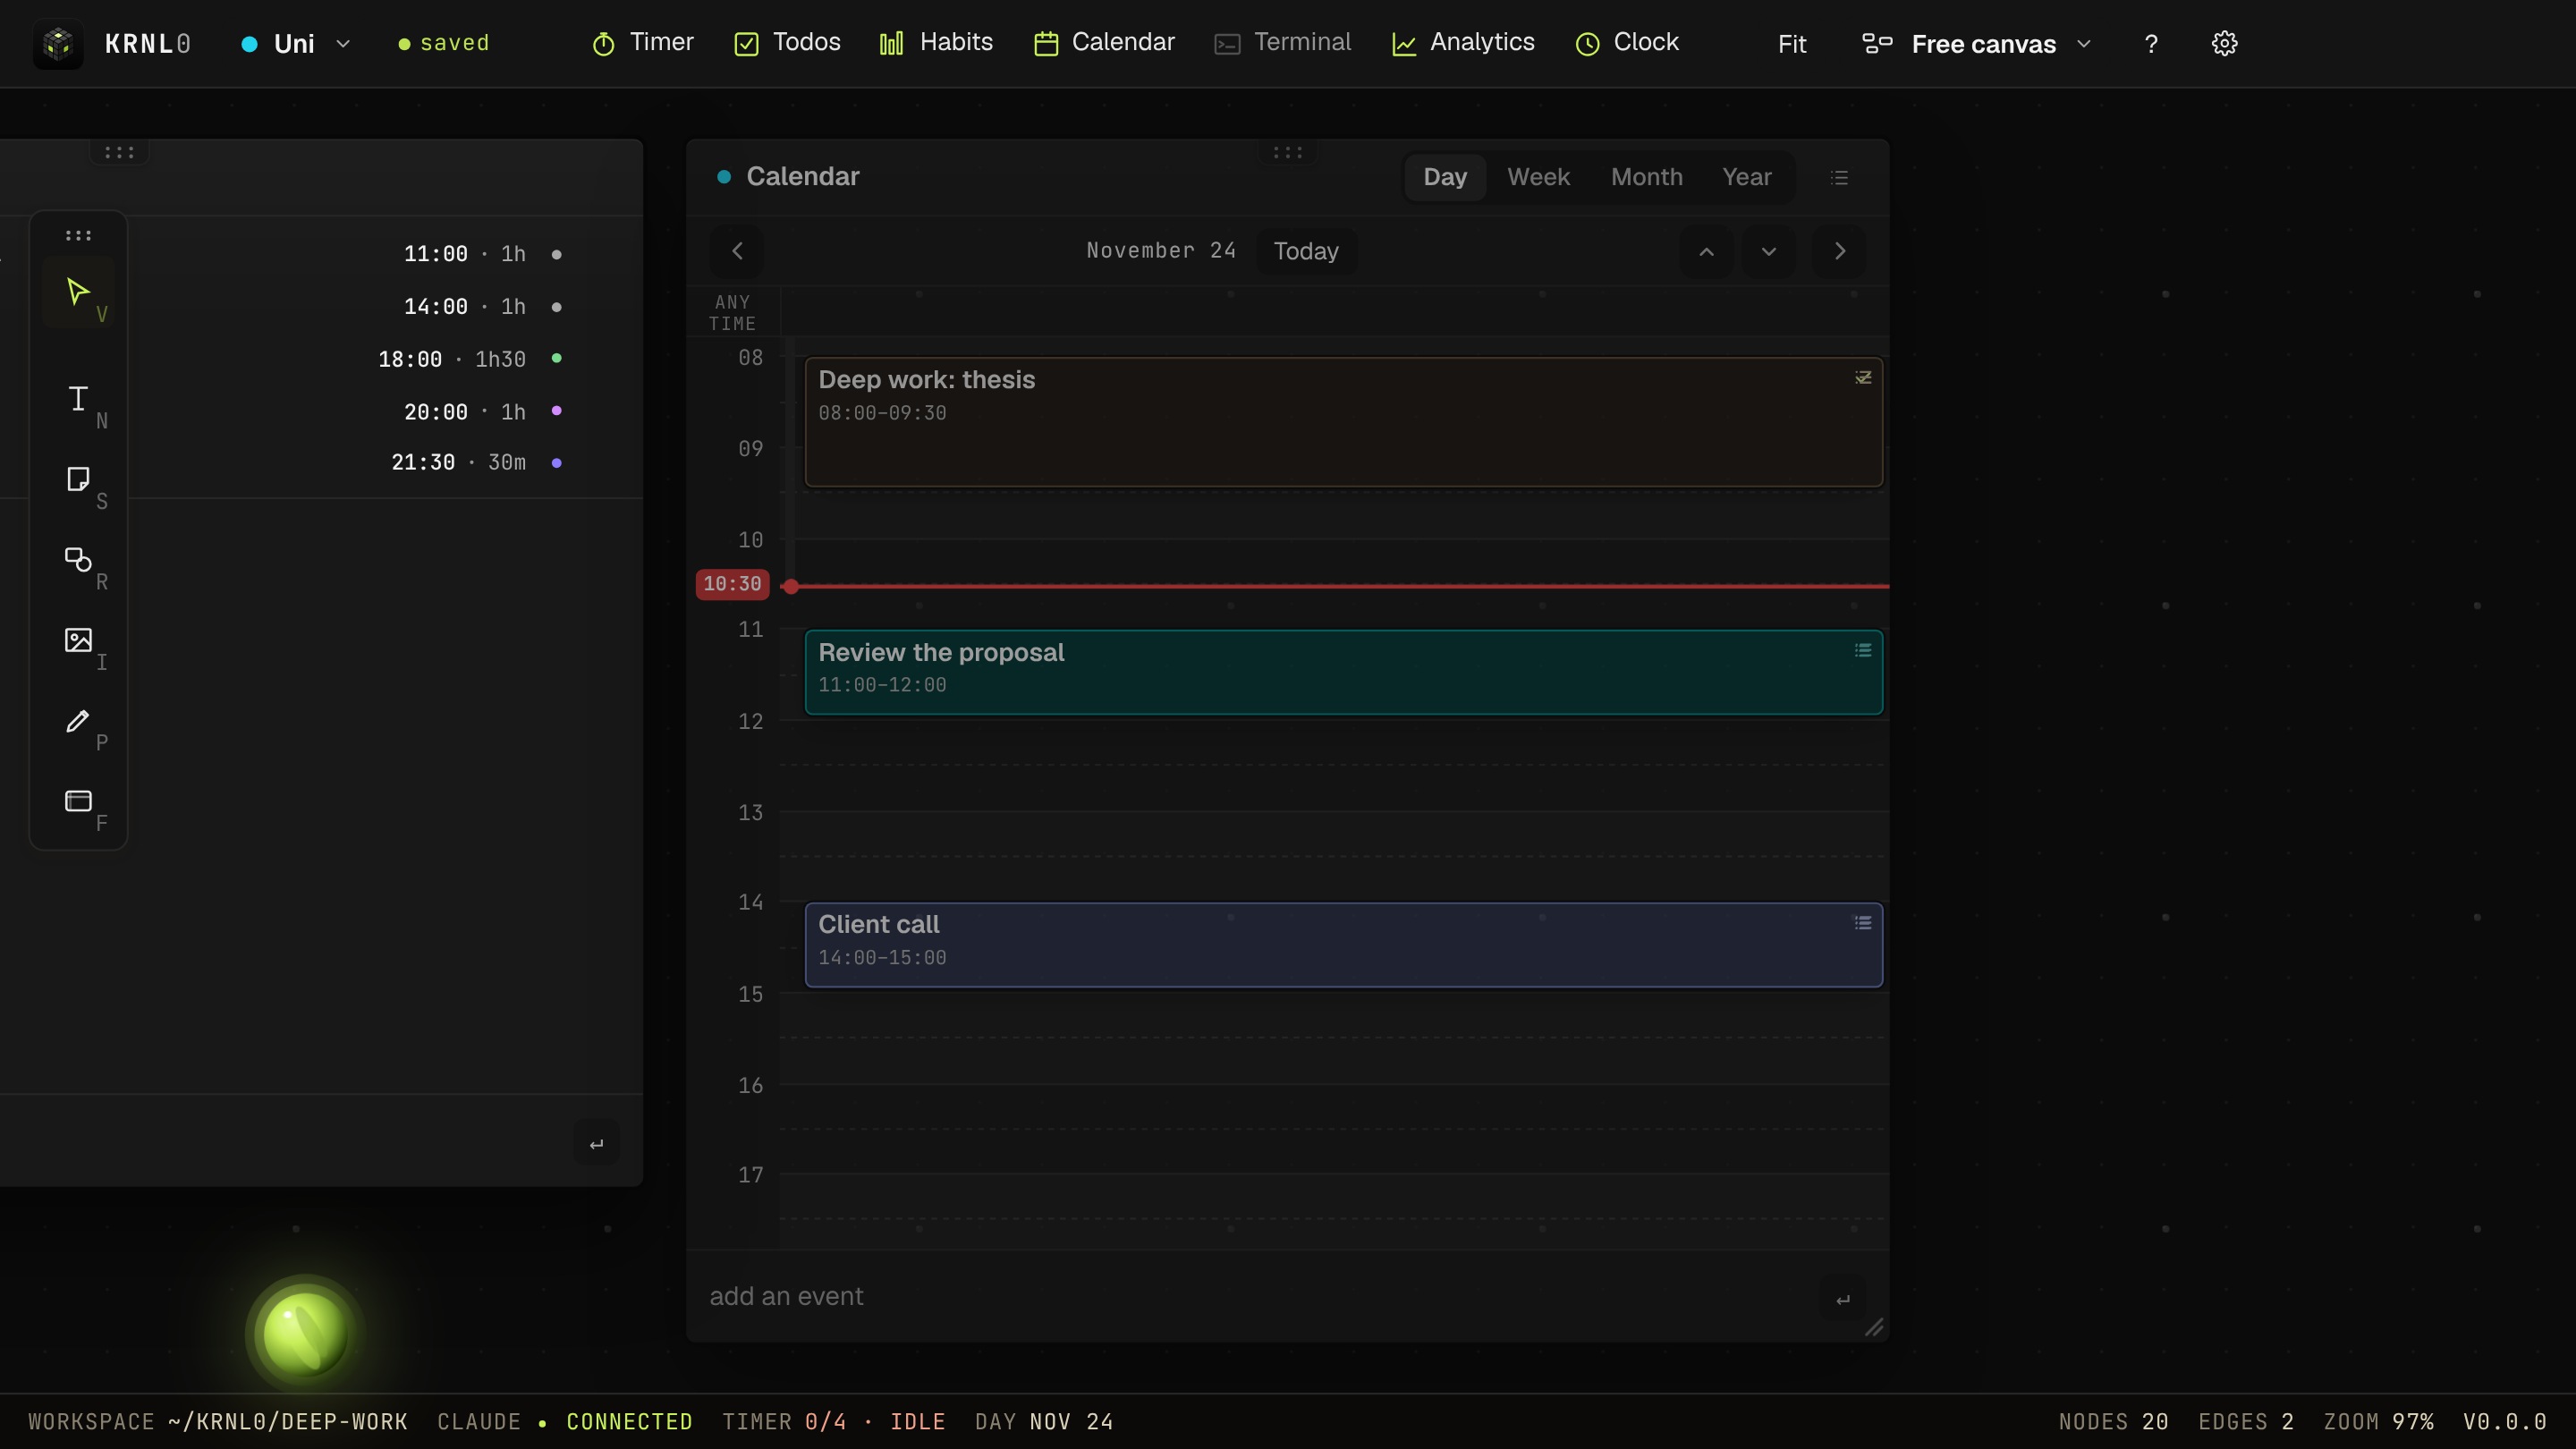 KRNL0 Uni saved Timer Todos Habits Calendar Terminal Analytics Clock Fit Free canvas ?
11:00 · 1h
14:00 · 1h
18:00 · 1h30
20:00 · 1h
21:30 · 30m
V
N
S
R
I
P
F
Calendar Day Week Month Year
November 24 Today
ANY
TIME
08
Deep work: thesis
08:00–09:30
09
10
10:30
11
Review the proposal
11:00–12:00
12
13
14
Client call
14:00–15:00
15
16
17
add an event
WORKSPACE ~/KRNL0/DEEP-WORK CLAUDE • CONNECTED TIMER 0/4 · IDLE DAY NOV 24 NODES 20 EDGES 2 ZOOM 97% V0.0.0